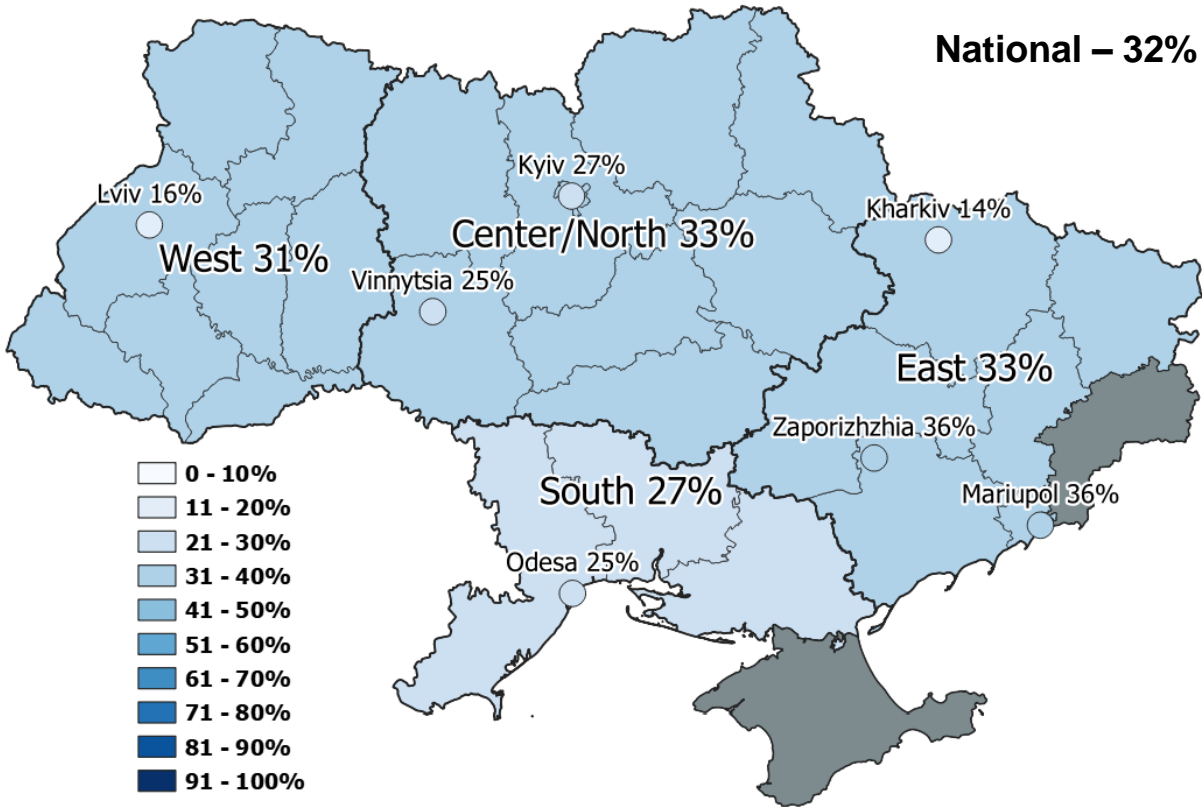 National – 32%
Kyiv 27%
Lviv 16%
Kharkiv 14%
Center/North 33%
West 31%
Vinnytsia 25%
East 33%
Zaporizhzhia 36%
South 27%
Mariupol 36%
Odesa 25%
0 - 10%
11 - 20%
21 - 30%
31 - 40%
41 - 50%
51 - 60%
61 - 70%
71 - 80%
81 - 90%
91 - 100%